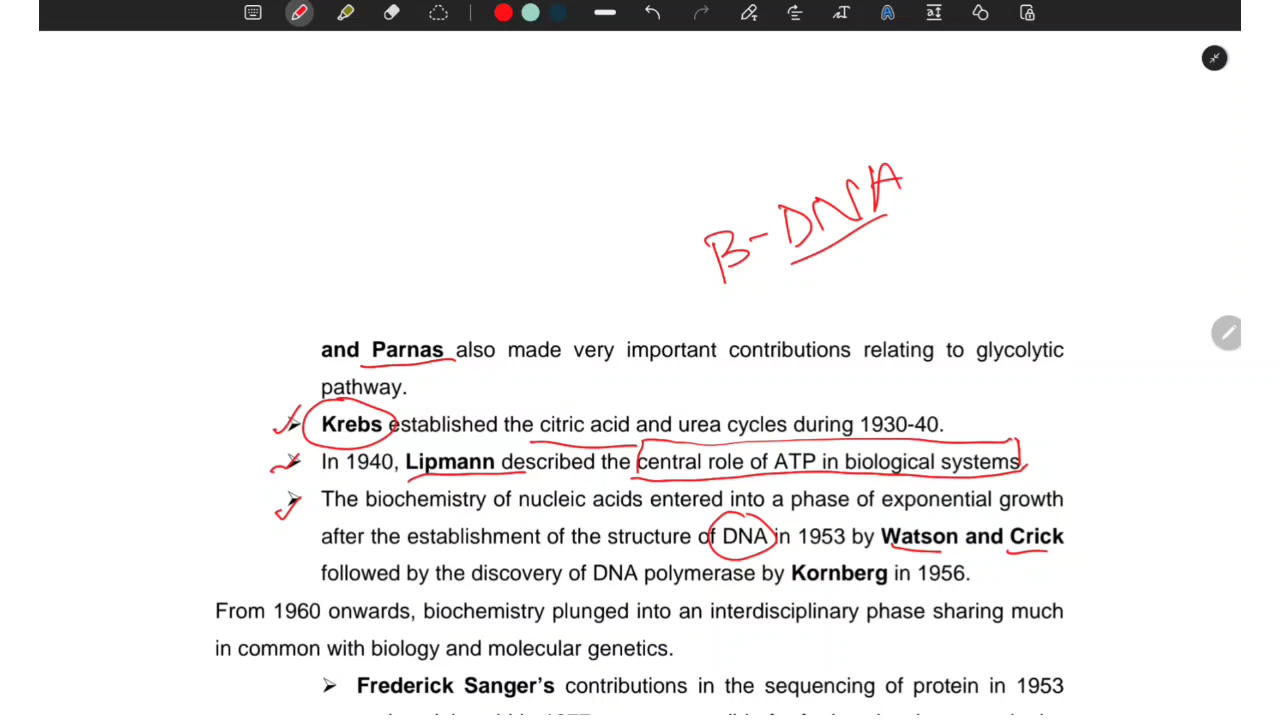 B-DNA
and Parnas also made very important contributions relating to glycolytic
pathway.
➢ Krebs established the citric acid and urea cycles during 1930-40.
➢ In 1940, Lipmann described the central role of ATP in biological systems
➢ The biochemistry of nucleic acids entered into a phase of exponential growth
after the establishment of the structure of DNA in 1953 by Watson and Crick
followed by the discovery of DNA polymerase by Kornberg in 1956.
From 1960 onwards, biochemistry plunged into an interdisciplinary phase sharing much
in common with biology and molecular genetics.
➢ Frederick Sanger's contributions in the sequencing of protein in 1953